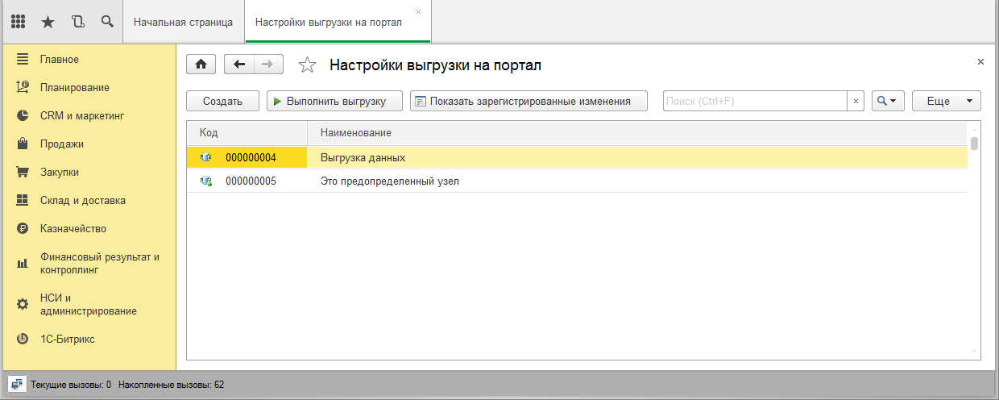 Начальная страница
Настройки выгрузки на портал
Главное
Планирование
CRM и маркетинг
Продажи
Закупки
Склад и доставка
Казначейство
Финансовый результат и
контроллинг
НСИ и
администрирование
1С-Битрикс
Настройки выгрузки на портал
Создать
Выполнить выгрузку
Показать зарегистрированные изменения
Поиск (Ctrl+F)
Еще
Код Наименование
000000004 Выгрузка данных
000000005 Это предопределенный узел
Текущие вызовы: 0 Накопленные вызовы: 62